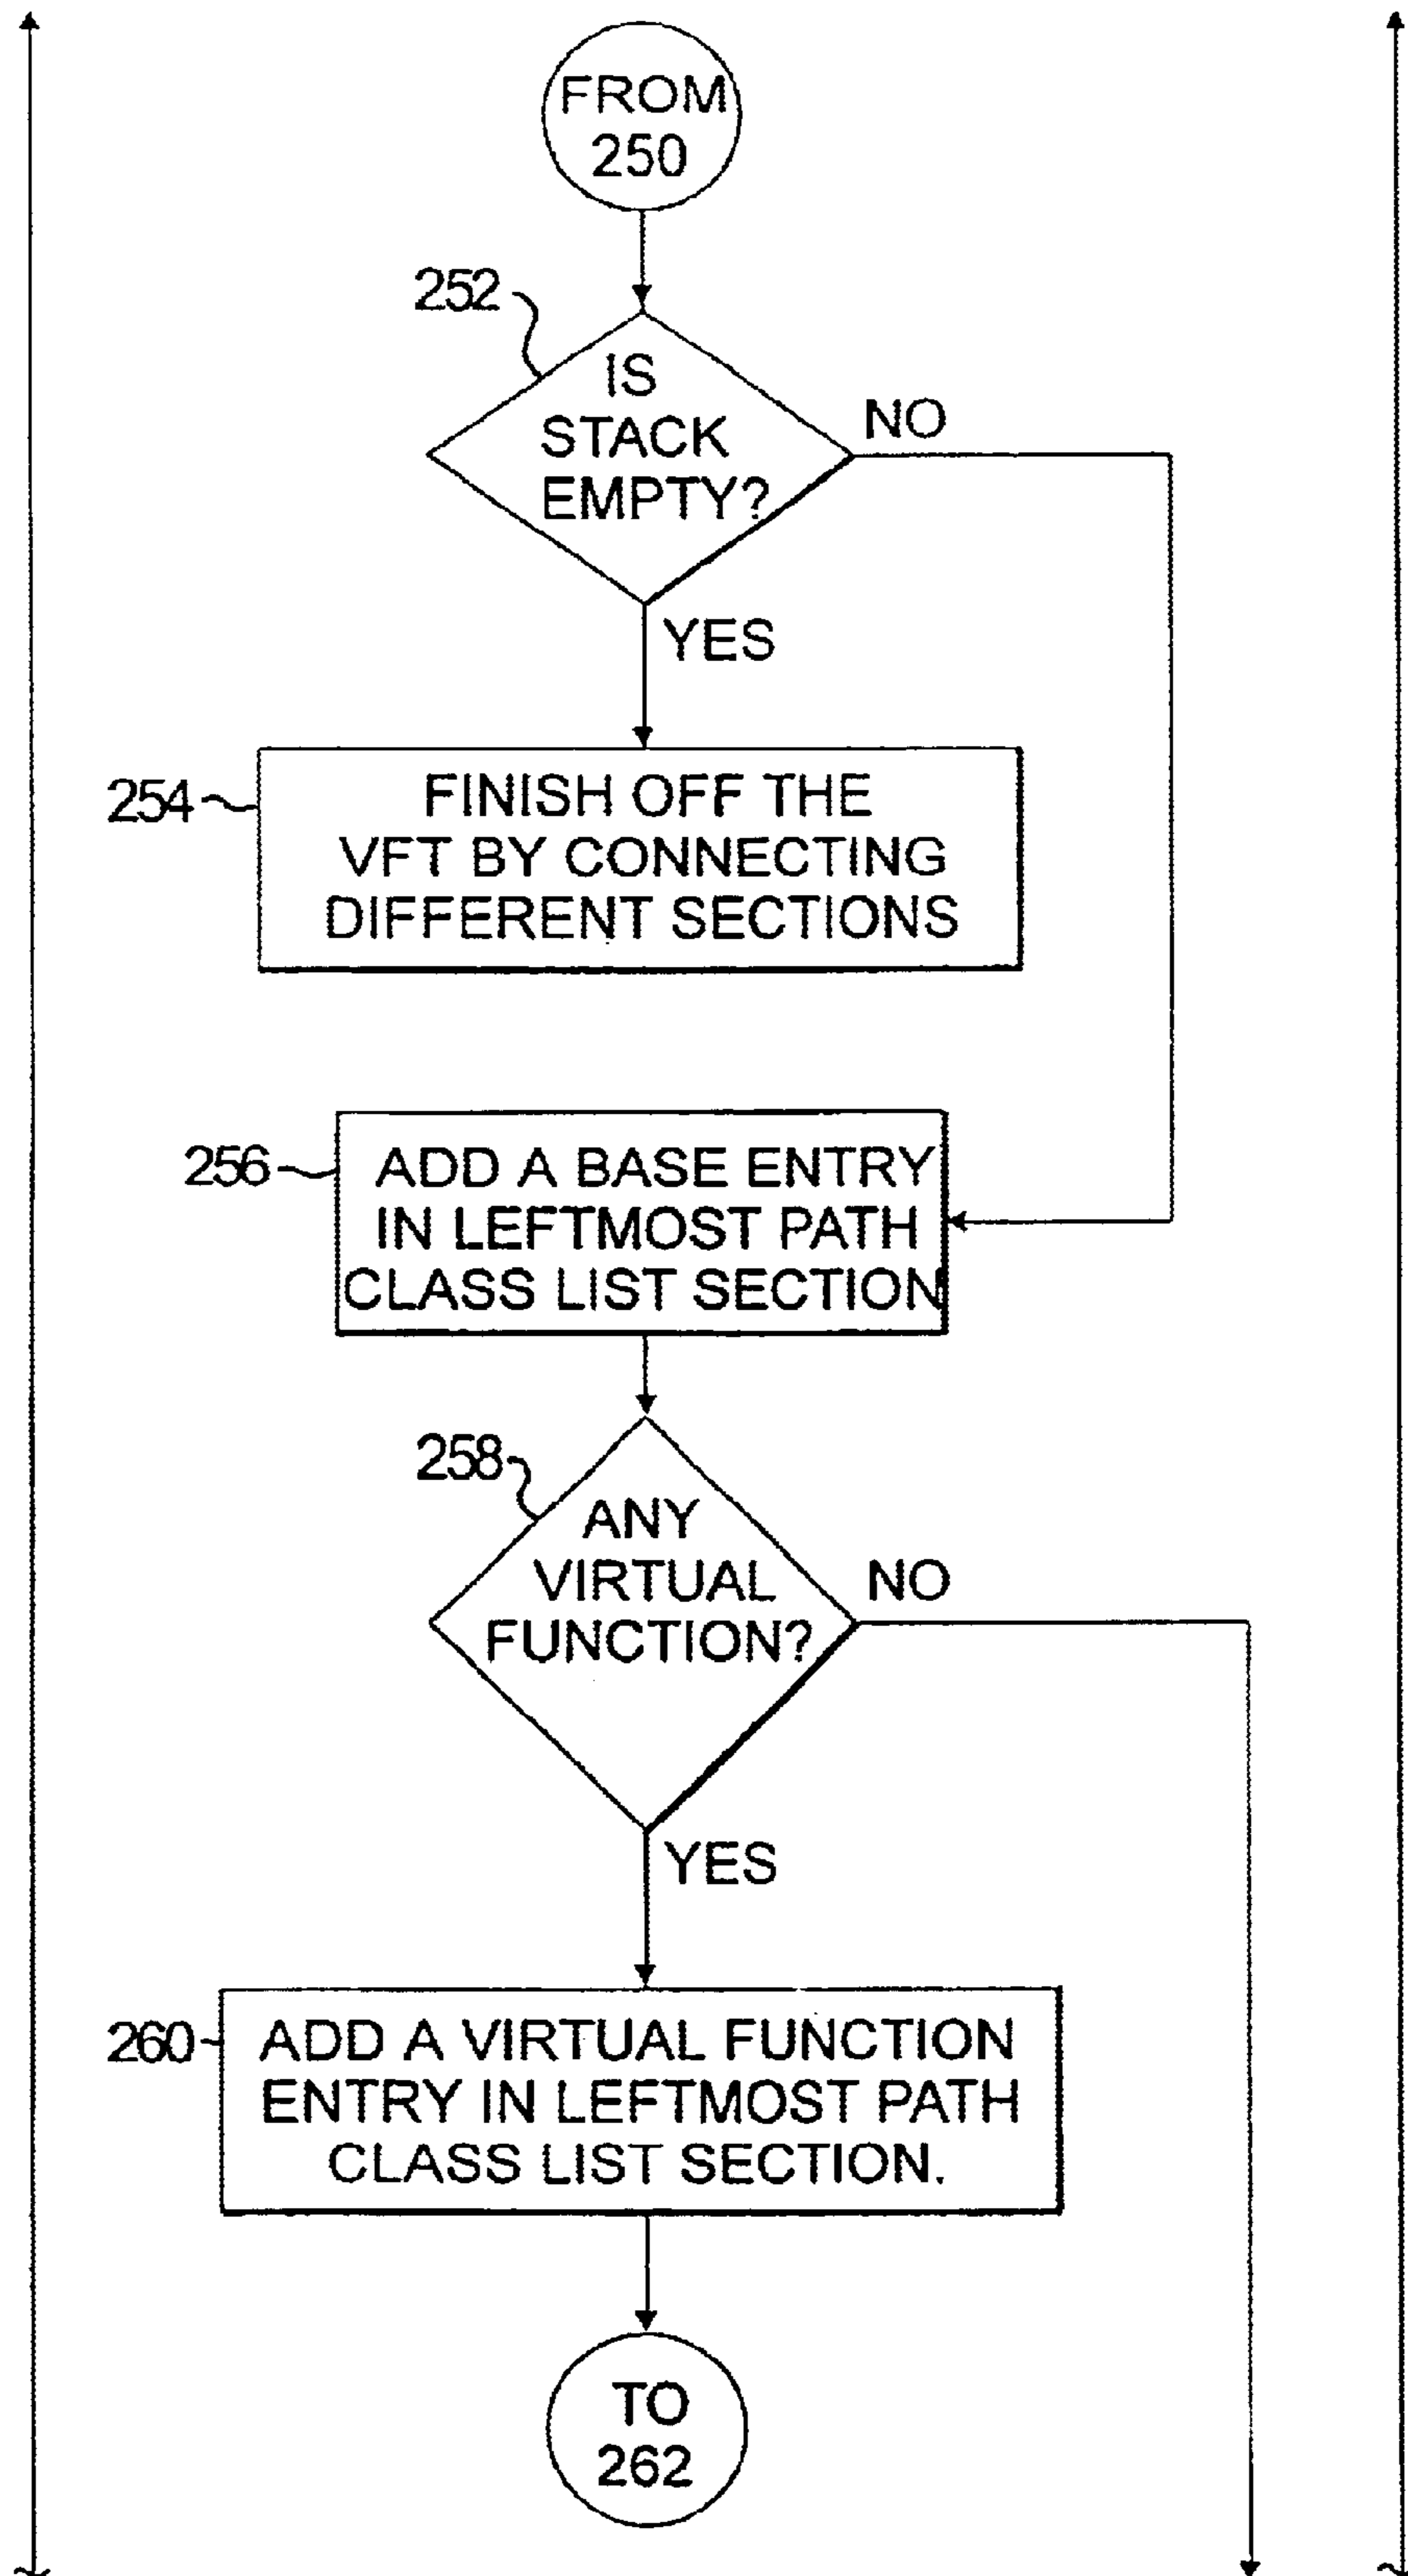 FROM
250
252
IS
STACK
EMPTY?
NO
YES
254
FINISH OFF THE
VFT BY CONNECTING
DIFFERENT SECTIONS
256
ADD A BASE ENTRY
IN LEFTMOST PATH
CLASS LIST SECTION
258
ANY
VIRTUAL
FUNCTION?
NO
YES
260
ADD A VIRTUAL FUNCTION
ENTRY IN LEFTMOST PATH
CLASS LIST SECTION.
TO
262